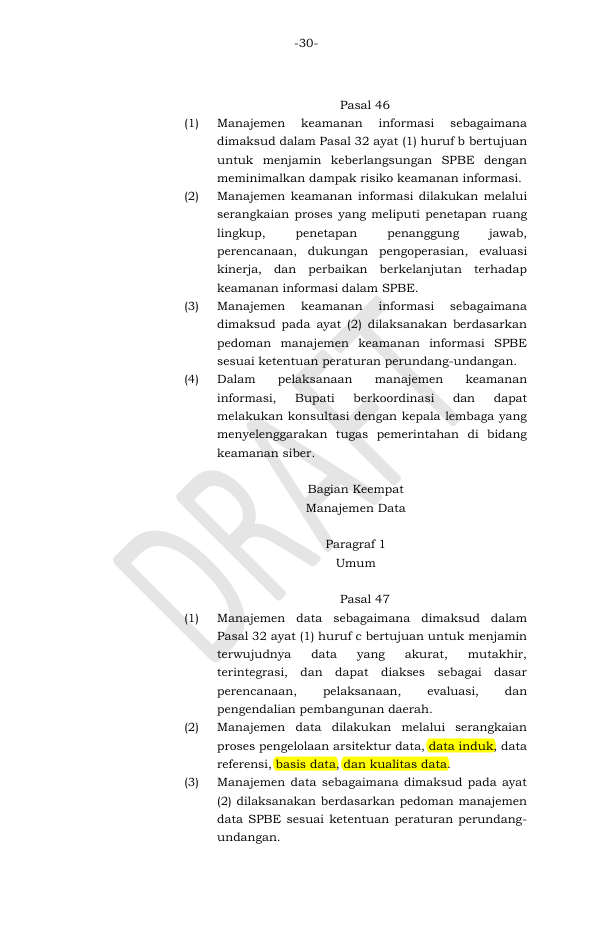 -30-
Pasal 46
(1) Manajemen keamanan informasi sebagaimana
dimaksud dalam Pasal 32 ayat (1) huruf b bertujuan
untuk menjamin keberlangsungan SPBE dengan
meminimalkan dampak risiko keamanan informasi.
(2) Manajemen keamanan informasi dilakukan melalui
serangkaian proses yang meliputi penetapan ruang
lingkup, penetapan penanggung jawab,
perencanaan, dukungan pengoperasian, evaluasi
kinerja, dan perbaikan berkelanjutan terhadap
keamanan informasi dalam SPBE.
(3) Manajemen keamanan informasi sebagaimana
dimaksud pada ayat (2) dilaksanakan berdasarkan
pedoman manajemen keamanan informasi SPBE
sesuai ketentuan peraturan perundang-undangan.
(4) Dalam pelaksanaan manajemen keamanan
informasi, Bupati berkoordinasi dan dapat
melakukan konsultasi dengan kepala lembaga yang
menyelenggarakan tugas pemerintahan di bidang
keamanan siber.
Bagian Keempat
Manajemen Data
Paragraf 1
Umum
Pasal 47
(1) Manajemen data sebagaimana dimaksud dalam
Pasal 32 ayat (1) huruf c bertujuan untuk menjamin
terwujudnya data yang akurat, mutakhir,
terintegrasi, dan dapat diakses sebagai dasar
perencanaan, pelaksanaan, evaluasi, dan
pengendalian pembangunan daerah.
(2) Manajemen data dilakukan melalui serangkaian
proses pengelolaan arsitektur data, data induk, data
referensi, basis data, dan kualitas data.
(3) Manajemen data sebagaimana dimaksud pada ayat
(2) dilaksanakan berdasarkan pedoman manajemen
data SPBE sesuai ketentuan peraturan perundang-
undangan.
DRAFT